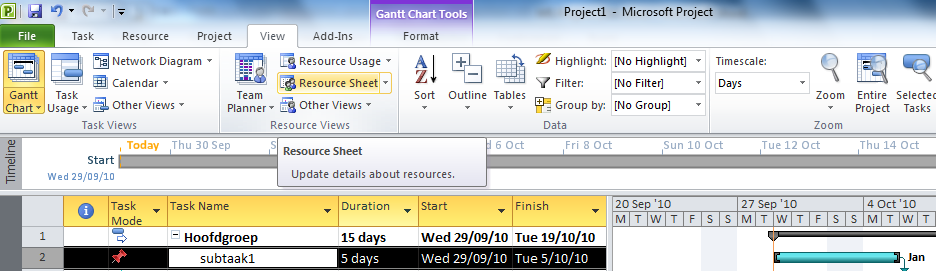 Gantt Chart Tools
Project1 - Microsoft Project
File Task Resource Project View Add-Ins Format
Network Diagram Resource Usage Highlight: [No Highlight] Timescale:
Calendar Resource Sheet Filter: [No Filter] Days
Gantt Chart Task Usage Other Views Team Planner Other Views Sort Outline Tables Group by: [No Group] Zoom Entire Project Selected Tasks
Task Views Resource Views Data Zoom
Timeline
Today Thu 30 Sep 6 Oct Fri 8 Oct Sun 10 Oct Tue 12 Oct Thu 14 Oct
Start
Wed 29/09/10
Resource Sheet
Update details about resources.
Task Mode Task Name Duration Start Finish
20 Sep '10 27 Sep '10 4 Oct '10
M T W T F S S M T W T F S S M T W T
1 Hoofdgroep 15 days Wed 29/09/10 Tue 19/10/10
2 subtaak1 5 days Wed 29/09/10 Tue 5/10/10 Jan